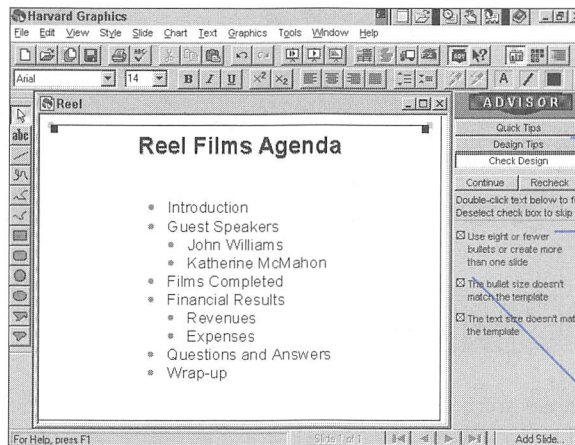 Harvard Graphics
File Edit View Style Slide Chart Text Graphics Tools Window Help
Arial 14 B I U x² x₂ A
Reel
ADVISOR
Quick Tips
Design Tips
Check Design
Continue Recheck
Double-click text below to f
Deselect check box to skip
Use eight or fewer
bullets or create more
than one slide
The bullet size doesn't
match the template
The text size doesn't mat
the template
abc
Reel Films Agenda
Introduction
Guest Speakers
John Williams
Katherine McMahon
Films Completed
Financial Results
Revenues
Expenses
Questions and Answers
Wrap-up
For Help, press F1 Slide 1 of 1 Add Slide...